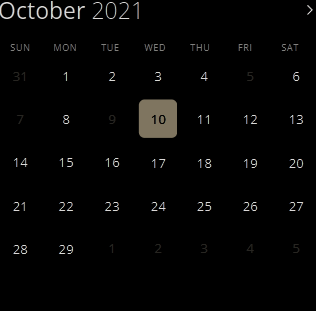 October 2021
SUN MON TUE WED THU FRI SAT
31 1 2 3 4 5 6
7 8 9 10 11 12 13
14 15 16 17 18 19 20
21 22 23 24 25 26 27
28 29 1 2 3 4 5